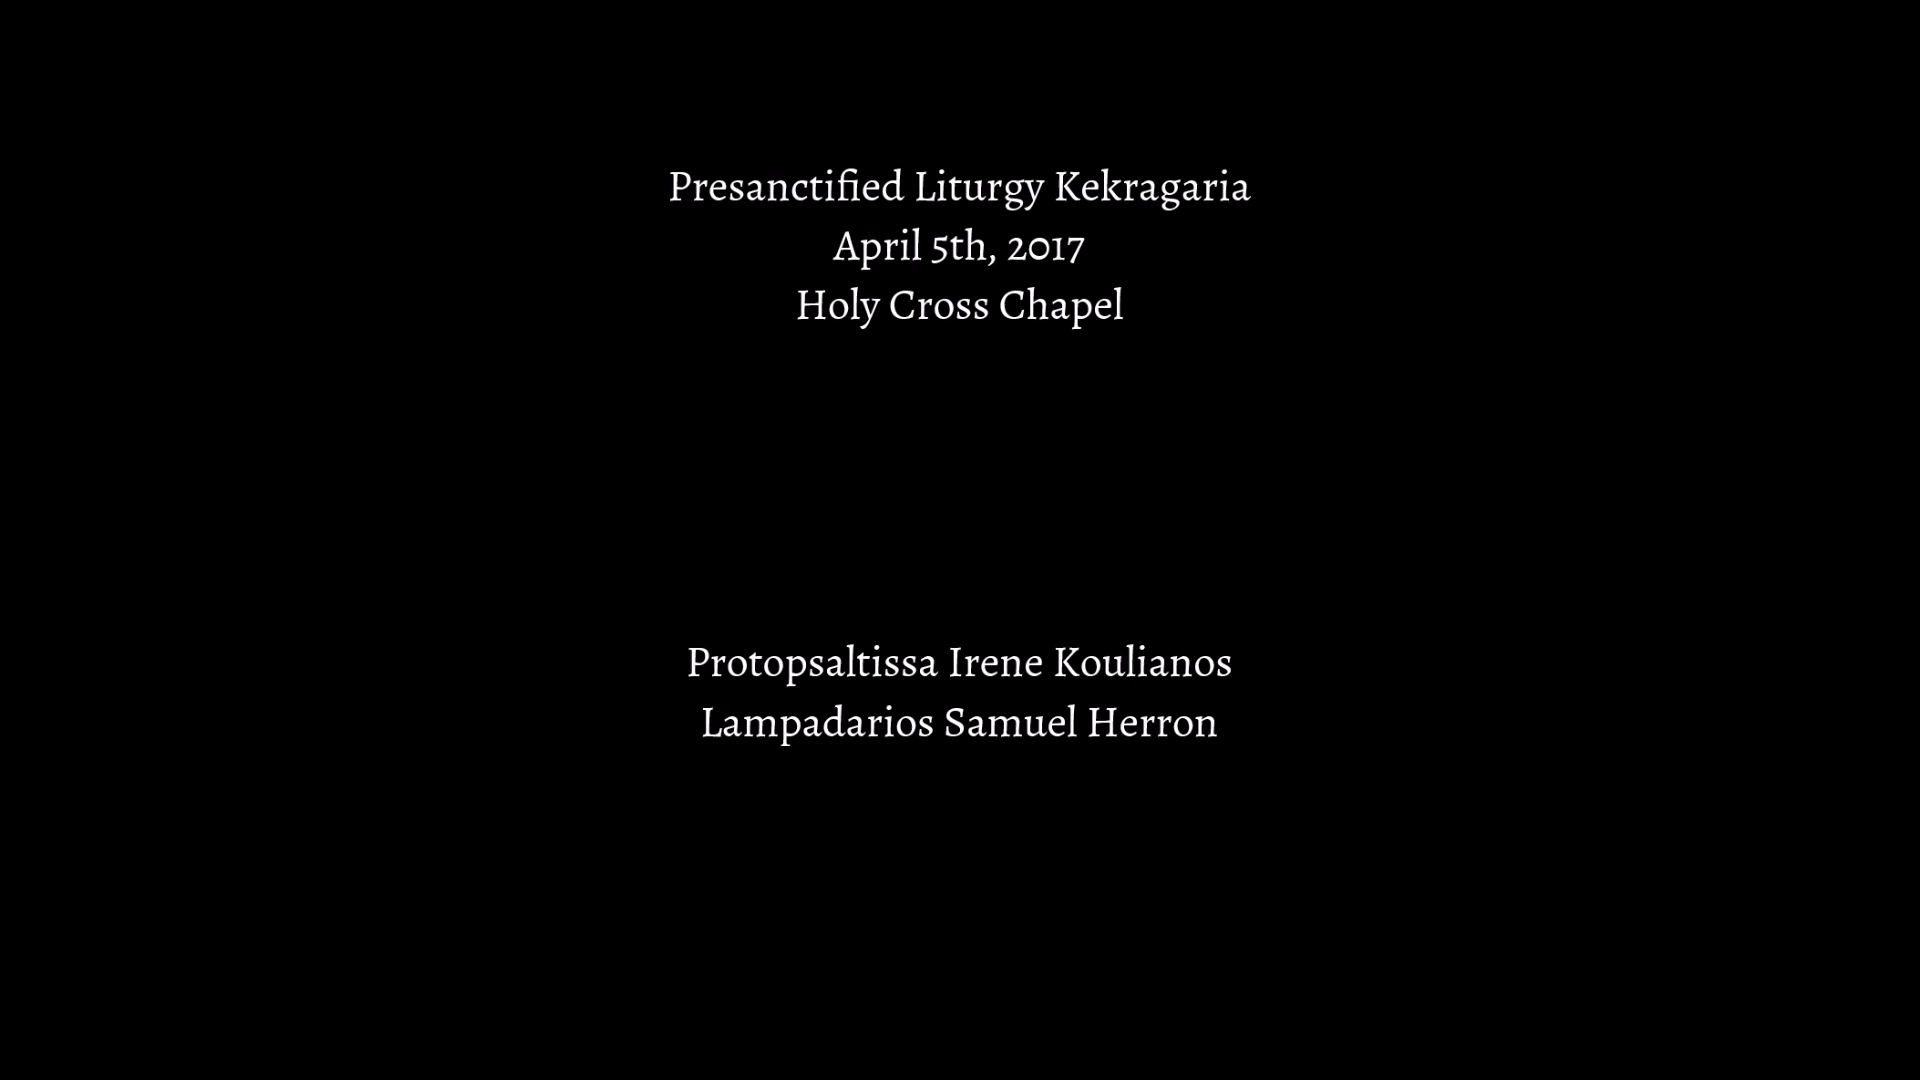 Presanctified Liturgy Kekragaria
April 5th, 2017
Holy Cross Chapel
Protopsaltissa Irene Koulianos
Lampadarios Samuel Herron